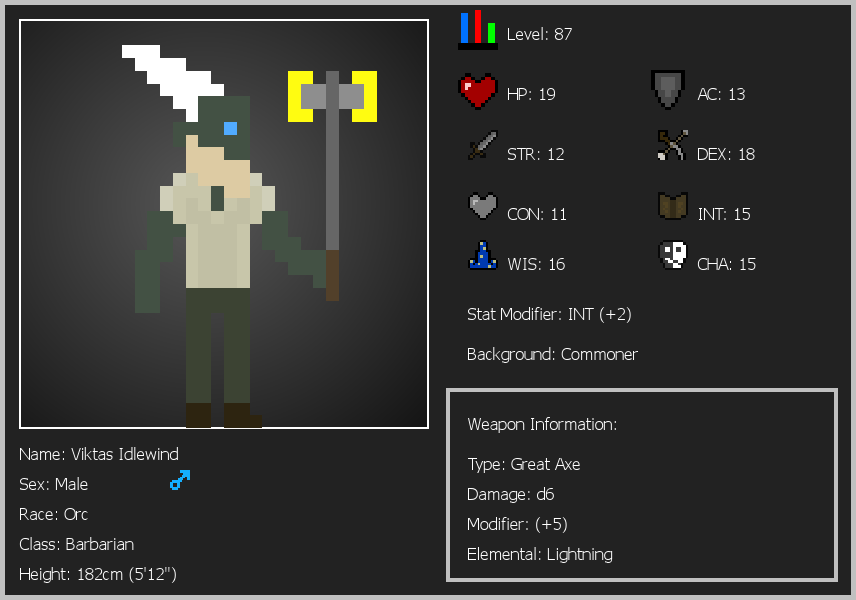 Level: 87
HP: 19
AC: 13
STR: 12
DEX: 18
CON: 11
INT: 15
WIS: 16
CHA: 15
Stat Modifier: INT (+2)
Background: Commoner
Weapon Information:
Type: Great Axe
Damage: d6
Modifier: (+5)
Elemental: Lightning
Name: Viktas Idlewind
Sex: Male
Race: Orc
Class: Barbarian
Height: 182cm (5'12")